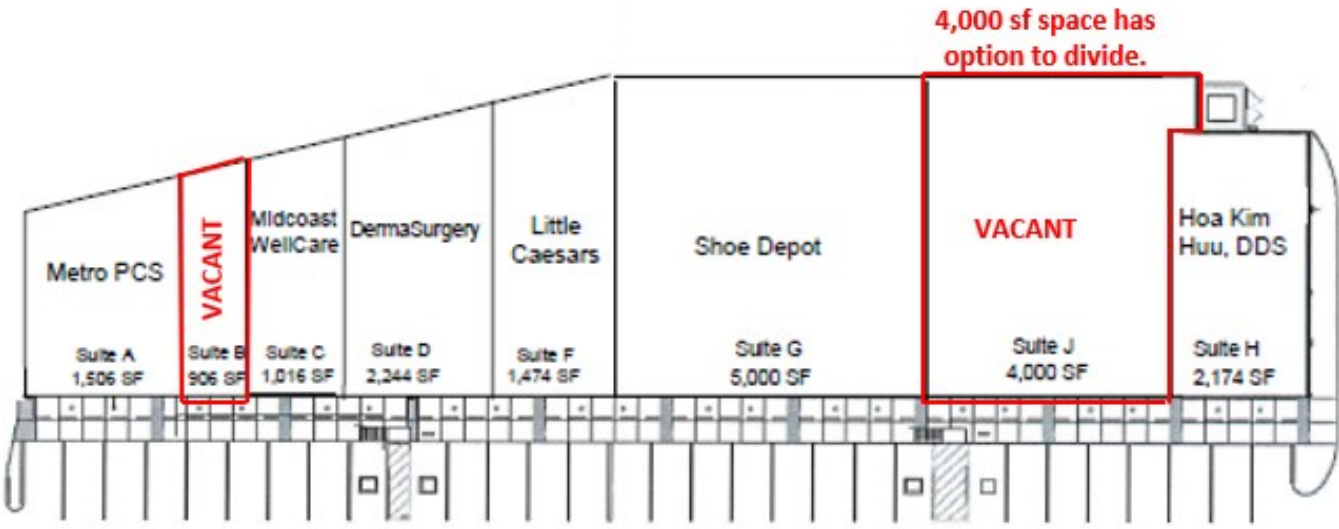 4,000 sf space has
option to divide.
Metro PCS
Suite A
1,506 SF
VACANT
Suite B
906 SF
Midcoast
WellCare
Suite C
1,016 SF
DermaSurgery
Suite D
2,244 SF
Little
Caesars
Suite F
1,474 SF
Shoe Depot
Suite G
5,000 SF
VACANT
Suite J
4,000 SF
Hoa Kim
Huu, DDS
Suite H
2,174 SF